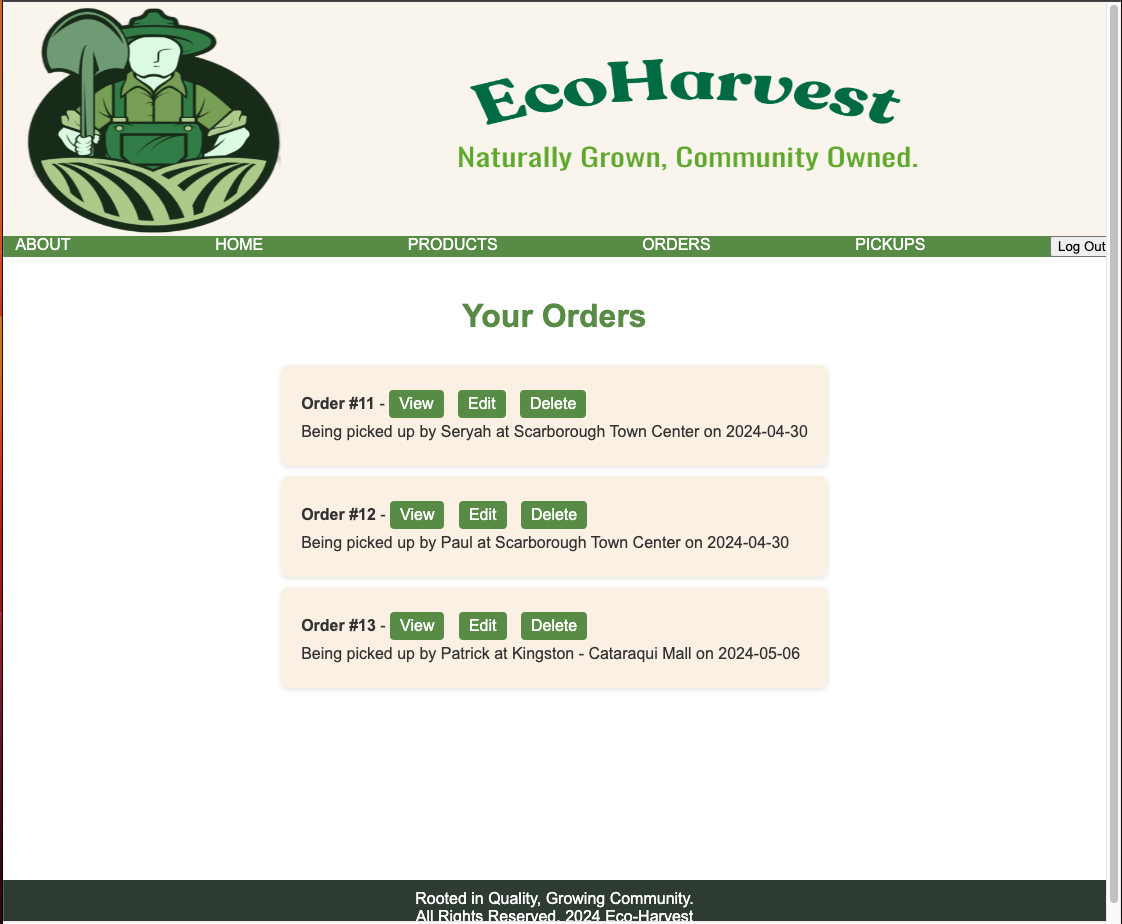 EcoHarvest
Naturally Grown, Community Owned.
ABOUT HOME PRODUCTS ORDERS PICKUPS Log Out
Your Orders
Order #11 - View Edit Delete
Being picked up by Seryah at Scarborough Town Center on 2024-04-30
Order #12 - View Edit Delete
Being picked up by Paul at Scarborough Town Center on 2024-04-30
Order #13 - View Edit Delete
Being picked up by Patrick at Kingston - Cataraqui Mall on 2024-05-06
Rooted in Quality, Growing Community.
All Rights Reserved. 2024 Eco-Harvest